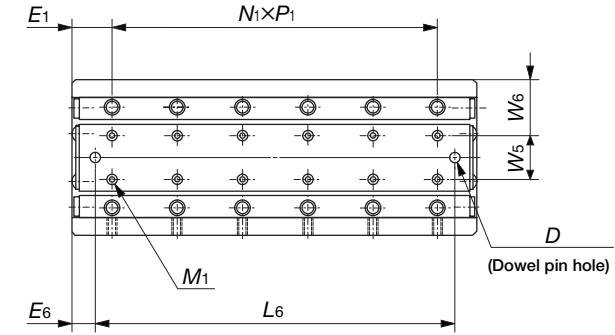 E₁ N₁×P₁
W₆
W₅
D
(Dowel pin hole)
M₁
E₆ L₆